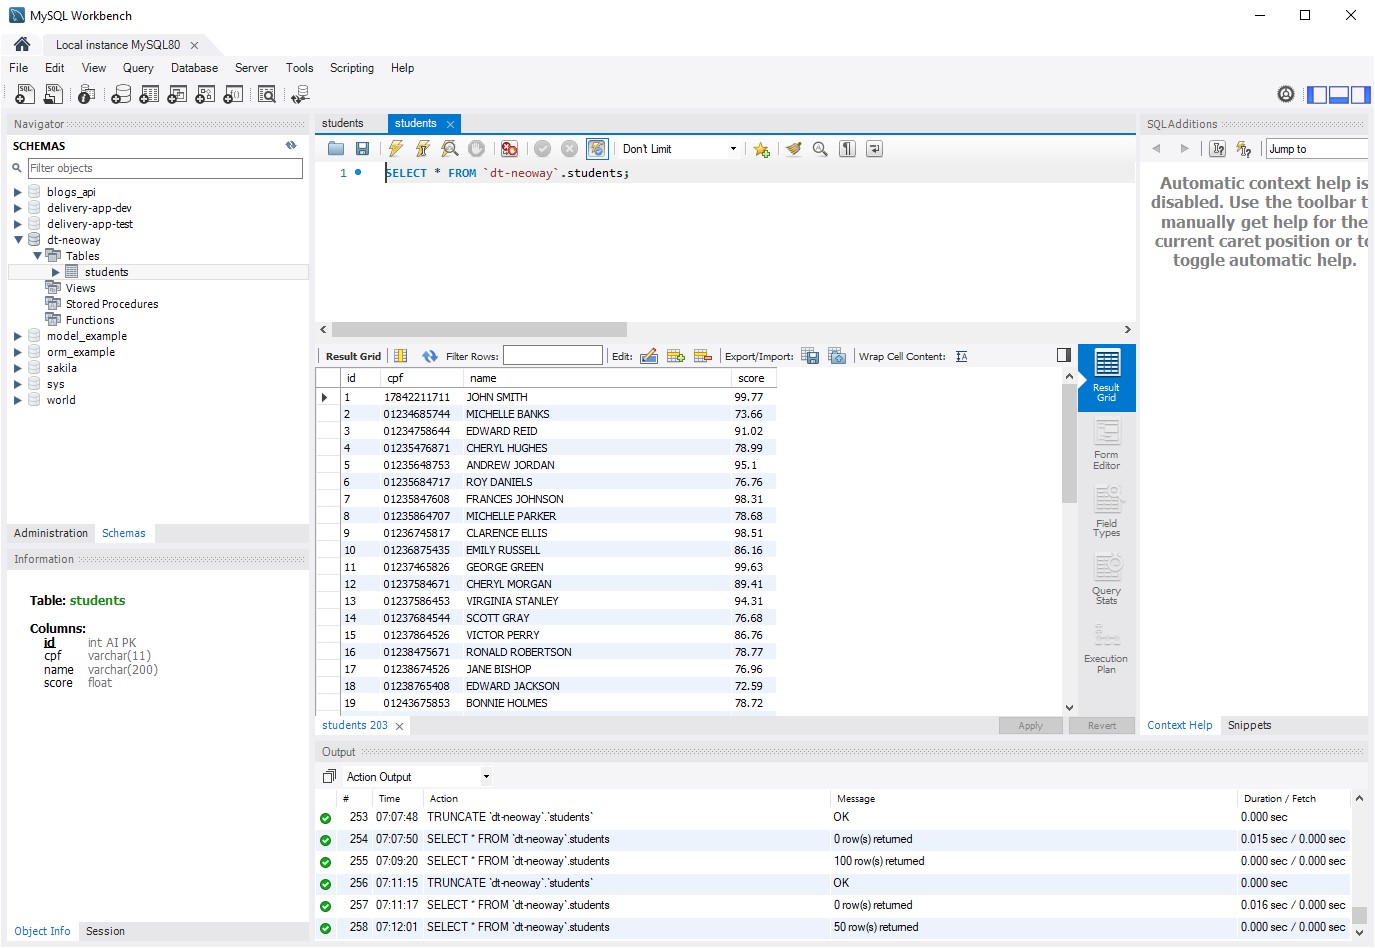 MySQL Workbench
Local instance MySQL80
File Edit View Query Database Server Tools Scripting Help
Navigator
SCHEMAS
Filter objects
blogs_api
delivery-app-dev
delivery-app-test
dt-neoway
Tables
students
Views
Stored Procedures
Functions
model_example
orm_example
sakila
sys
world
Administration Schemas
Information
Table: students
Columns:
id int AI PK
cpf varchar(11)
name varchar(200)
score float
Object Info Session
students students
Don't Limit
1 SELECT * FROM `dt-neoway`.students;
Result Grid Filter Rows: Edit: Export/Import: Wrap Cell Content:
id cpf name score
1 17842211711 JOHN SMITH 99.77
2 01234685744 MICHELLE BANKS 73.66
3 01234758644 EDWARD REID 91.02
4 01235476871 CHERYL HUGHES 78.99
5 01235648753 ANDREW JORDAN 95.1
6 01235684717 ROY DANIELS 76.76
7 01235847608 FRANCES JOHNSON 98.31
8 01235864707 MICHELLE PARKER 78.68
9 01236745817 CLARENCE ELLIS 98.51
10 01236875435 EMILY RUSSELL 86.16
11 01237465826 GEORGE GREEN 99.63
12 01237584671 CHERYL MORGAN 89.41
13 01237586453 VIRGINIA STANLEY 94.31
14 01237684544 SCOTT GRAY 76.68
15 01237864526 VICTOR PERRY 86.76
16 01238475671 RONALD ROBERTSON 78.77
17 01238674526 JANE BISHOP 76.96
18 01238765408 EDWARD JACKSON 72.59
19 01243675853 BONNIE HOLMES 78.72
Result
Grid
Form
Editor
Field
Types
Query
Stats
Execution
Plan
students 203
Apply Revert
SQLAdditions
Jump to
Automatic context help is
disabled. Use the toolbar t
manually get help for the
current caret position or to
toggle automatic help.
Context Help Snippets
Output
Action Output
# Time Action Message Duration / Fetch
253 07:07:48 TRUNCATE `dt-neoway`.`students` OK 0.000 sec
254 07:07:50 SELECT * FROM `dt-neoway`.students 0 row(s) returned 0.015 sec / 0.000 sec
255 07:09:20 SELECT * FROM `dt-neoway`.students 100 row(s) returned 0.000 sec / 0.000 sec
256 07:11:15 TRUNCATE `dt-neoway`.`students` OK 0.000 sec
257 07:11:17 SELECT * FROM `dt-neoway`.students 0 row(s) returned 0.016 sec / 0.000 sec
258 07:12:01 SELECT * FROM `dt-neoway`.students 50 row(s) returned 0.000 sec / 0.000 sec